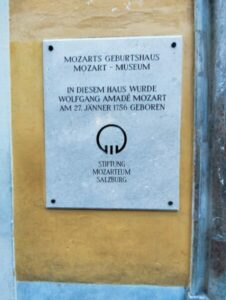 MOZARTS GEBURTSHAUS
MOZART - MUSEUM
IN DIESEM HAUS WURDE
WOLFGANG AMADÉ MOZART
AM 27. JÄNNER 1756 GEBOREN
STIFTUNG
MOZARTEUM
SALZBURG